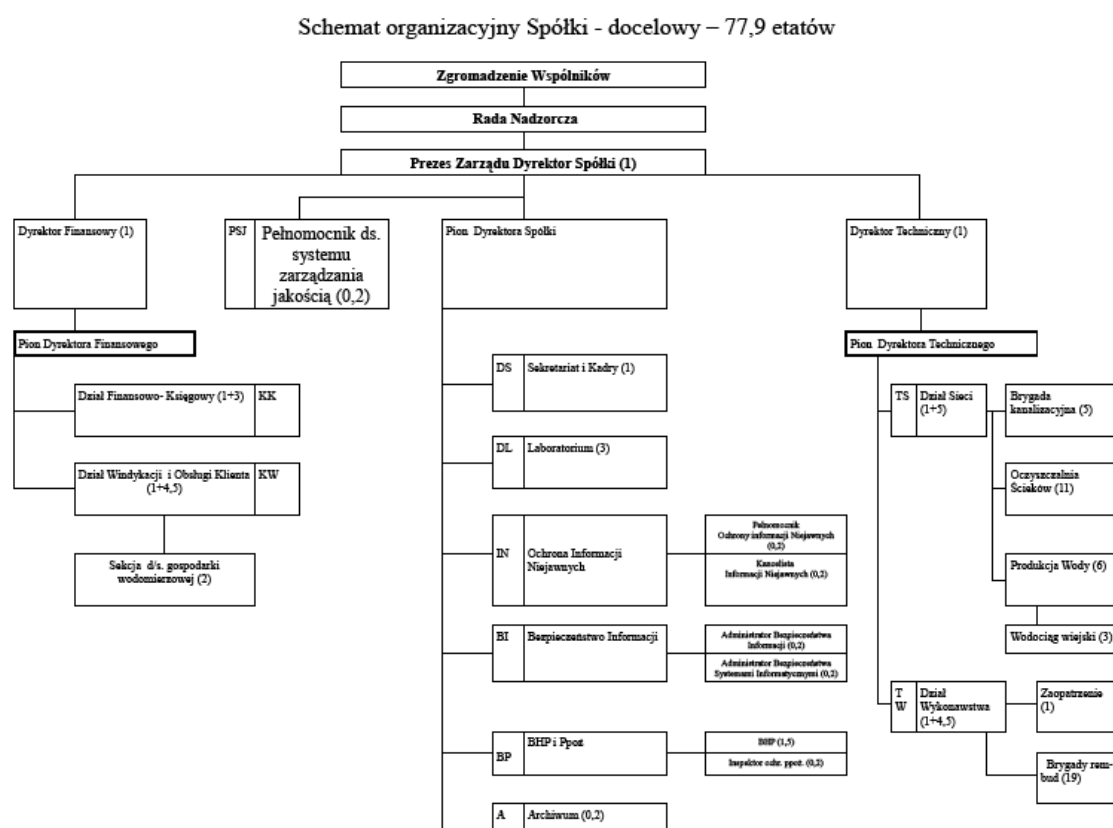 Schemat organizacyjny Spółki - docelowy – 77,9 etatów
Zgromadzenie Wspólników
Rada Nadzorcza
Prezes Zarządu Dyrektor Spółki (1)
Dyrektor Finansowy (1)
PSJ
Pełnomocnik ds.
systemu
zarządzania
jakością (0,2)
Pion Dyrektora Spółki
Dyrektor Techniczny (1)
Pion Dyrektora Finansowego
Pion Dyrektora Technicznego
Dział Finansowo- Księgowy (1+3)
KK
Dział Windykacji i Obsługi Klienta
(1+4,5)
KW
Sekcja d/s. gospodarki
wodomierzowej (2)
DS
Sekretariat i Kadry (1)
DL
Laboratorium (3)
IN
Ochrona Informacji
Niejawnych
Pełnomocnik
Ochrony informacji Niejawnych
(0,2)
Kancelista
Informacji Niejawnych (0,2)
BI
Bezpieczeństwo Informacji
Administrator Bezpieczeństwa
Informacji (0,2)
Administrator Bezpieczeństwa
Systemami Informatycznymi (0,2)
BP
BHP i Ppoż
BHP (1,5)
Inspektor ochr. ppoż. (0,2)
A
Archiwum (0,2)
TS
Dział Sieci
(1+5)
Brygada
kanalizacyjna (5)
Oczyszczalnia
Ścieków (11)
Produkcja Wody (6)
Wodociąg wiejski (3)
T
W
Dział
Wykonawstwa
(1+4,5)
Zaopatrzenie
(1)
Brygady rem-
bud (19)